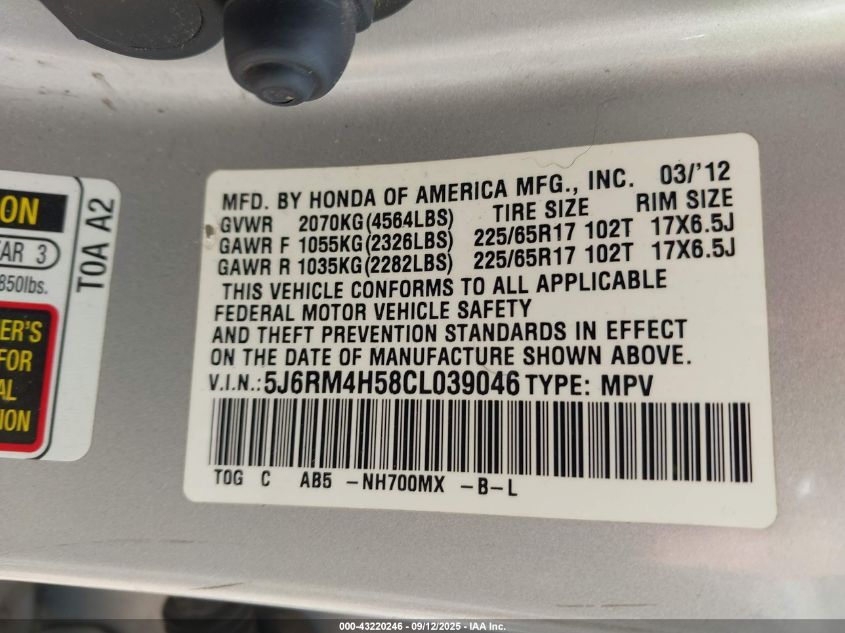 ON
AR 3
850lbs.
ER'S
FOR
AL
ION
TOA A2
MFD. BY HONDA OF AMERICA MFG., INC. 03/'12
GVWR 2070KG(4564LBS) TIRE SIZE RIM SIZE
GAWR F 1055KG(2326LBS) 225/65R17 102T 17X6.5J
GAWR R 1035KG(2282LBS) 225/65R17 102T 17X6.5J
THIS VEHICLE CONFORMS TO ALL APPLICABLE
FEDERAL MOTOR VEHICLE SAFETY
AND THEFT PREVENTION STANDARDS IN EFFECT
ON THE DATE OF MANUFACTURE SHOWN ABOVE.
V.I.N.: 5J6RM4H58CL039046 TYPE: MPV
TOG C AB5 -NH700MX -B-L
000-43220246 - 09/12/2025 - IAA Inc.